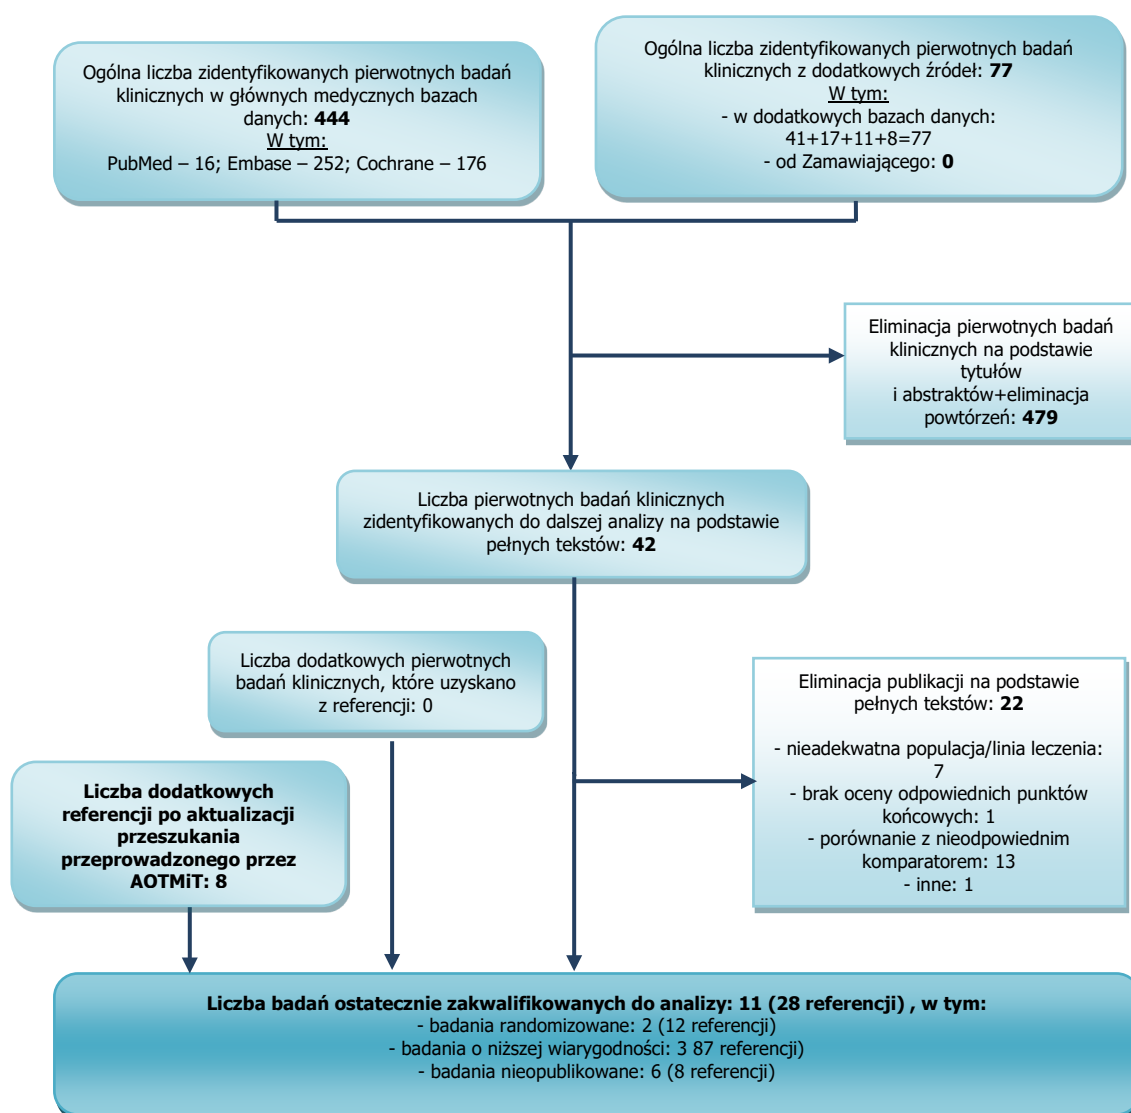 Ogólna liczba zidentyfikowanych pierwotnych badań
klinicznych w głównych medycznych bazach
danych: 444
W tym:
PubMed – 16; Embase – 252; Cochrane – 176
Ogólna liczba zidentyfikowanych pierwotnych badań
klinicznych z dodatkowych źródeł: 77
W tym:
- w dodatkowych bazach danych:
41+17+11+8=77
- od Zamawiającego: 0
Eliminacja pierwotnych badań
klinicznych na podstawie
tytułów
i abstraktów+eliminacja
powtórzeń: 479
Liczba pierwotnych badań klinicznych
zidentyfikowanych do dalszej analizy na podstawie
pełnych tekstów: 42
Liczba dodatkowych pierwotnych
badań klinicznych, które uzyskano
z referencji: 0
Eliminacja publikacji na podstawie
pełnych tekstów: 22
- nieadekwatna populacja/linia leczenia:
7
- brak oceny odpowiednich punktów
końcowych: 1
- porównanie z nieodpowiednim
komparatorem: 13
- inne: 1
Liczba dodatkowych
referencji po aktualizacji
przeszukania
przeprowadzonego przez
AOTMiT: 8
Liczba badań ostatecznie zakwalifikowanych do analizy: 11 (28 referencji) , w tym:
- badania randomizowane: 2 (12 referencji)
- badania o niższej wiarygodności: 3 87 referencji)
- badania nieopublikowane: 6 (8 referencji)